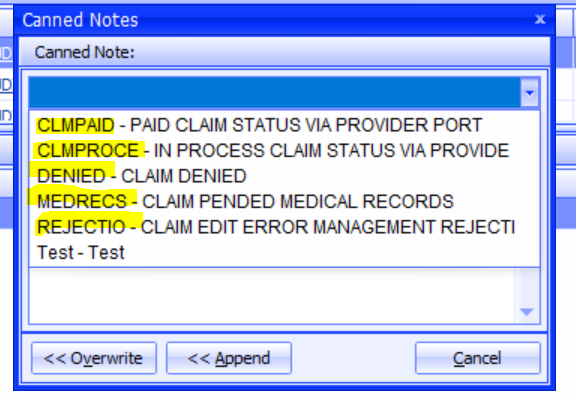 Canned Notes x
Canned Note:
CLMPAID - PAID CLAIM STATUS VIA PROVIDER PORT
CLMPROCE - IN PROCESS CLAIM STATUS VIA PROVIDE
DENIED - CLAIM DENIED
MEDRECS - CLAIM PENDED MEDICAL RECORDS
REJECTIO - CLAIM EDIT ERROR MANAGEMENT REJECTI
Test - Test
<< Overwrite << Append Cancel